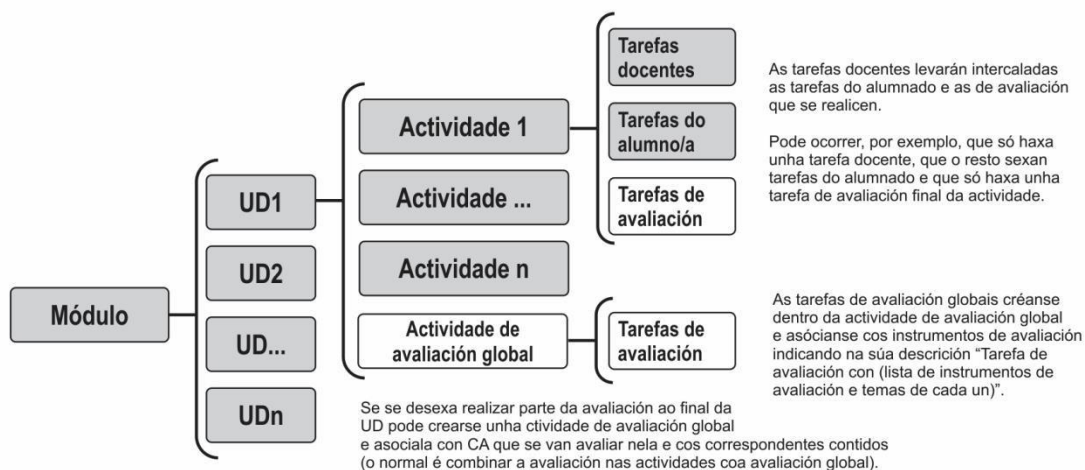 Módulo
UD1
UD2
UD...
UDn
Actividade 1
Actividade ...
Actividade n
Actividade de
avaliación global
Tarefas
docentes
Tarefas do
alumno/a
Tarefas de
avaliación
Tarefas de
avaliación
As tarefas docentes levarán intercaladas
as tarefas do alumnado e as de avaliación
que se realicen.
Pode ocorrer, por exemplo, que só haxa
unha tarefa docente, que o resto sexan
tarefas do alumnado e que só haxa unha
tarefa de avaliación final da actividade.
As tarefas de avaliación globais créanse
dentro da actividade de avaliación global
e asócianse cos instrumentos de avaliación
indicando na súa descrición “Tarefa de
avaliación con (lista de instrumentos de
avaliación e temas de cada un)”.
Se se desexa realizar parte da avaliación ao final da
UD pode crearse unha ctividade de avaliación global
e asociala con CA que se van avaliar nela e cos correspondentes contidos
(o normal é combinar a avaliación nas actividades coa avaliación global).